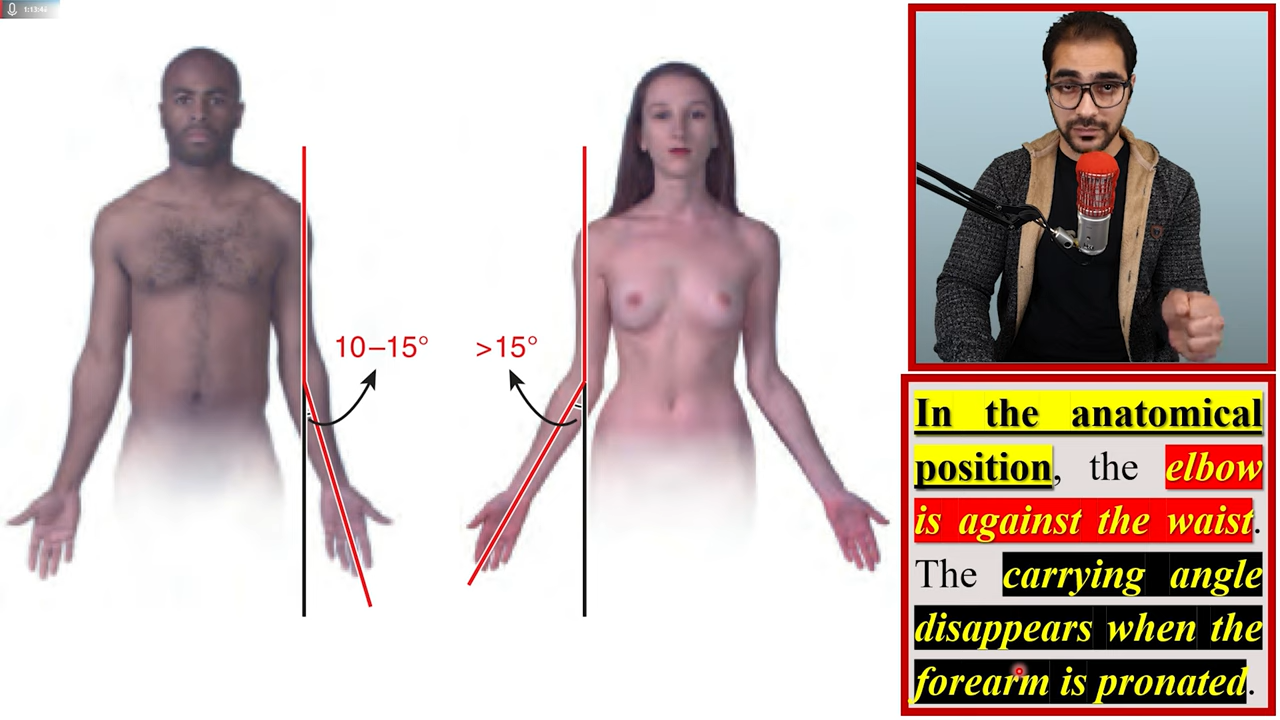 10–15°
>15°
In the anatomical
position, the elbow
is against the waist.
The carrying angle
disappears when the
forearm is pronated.